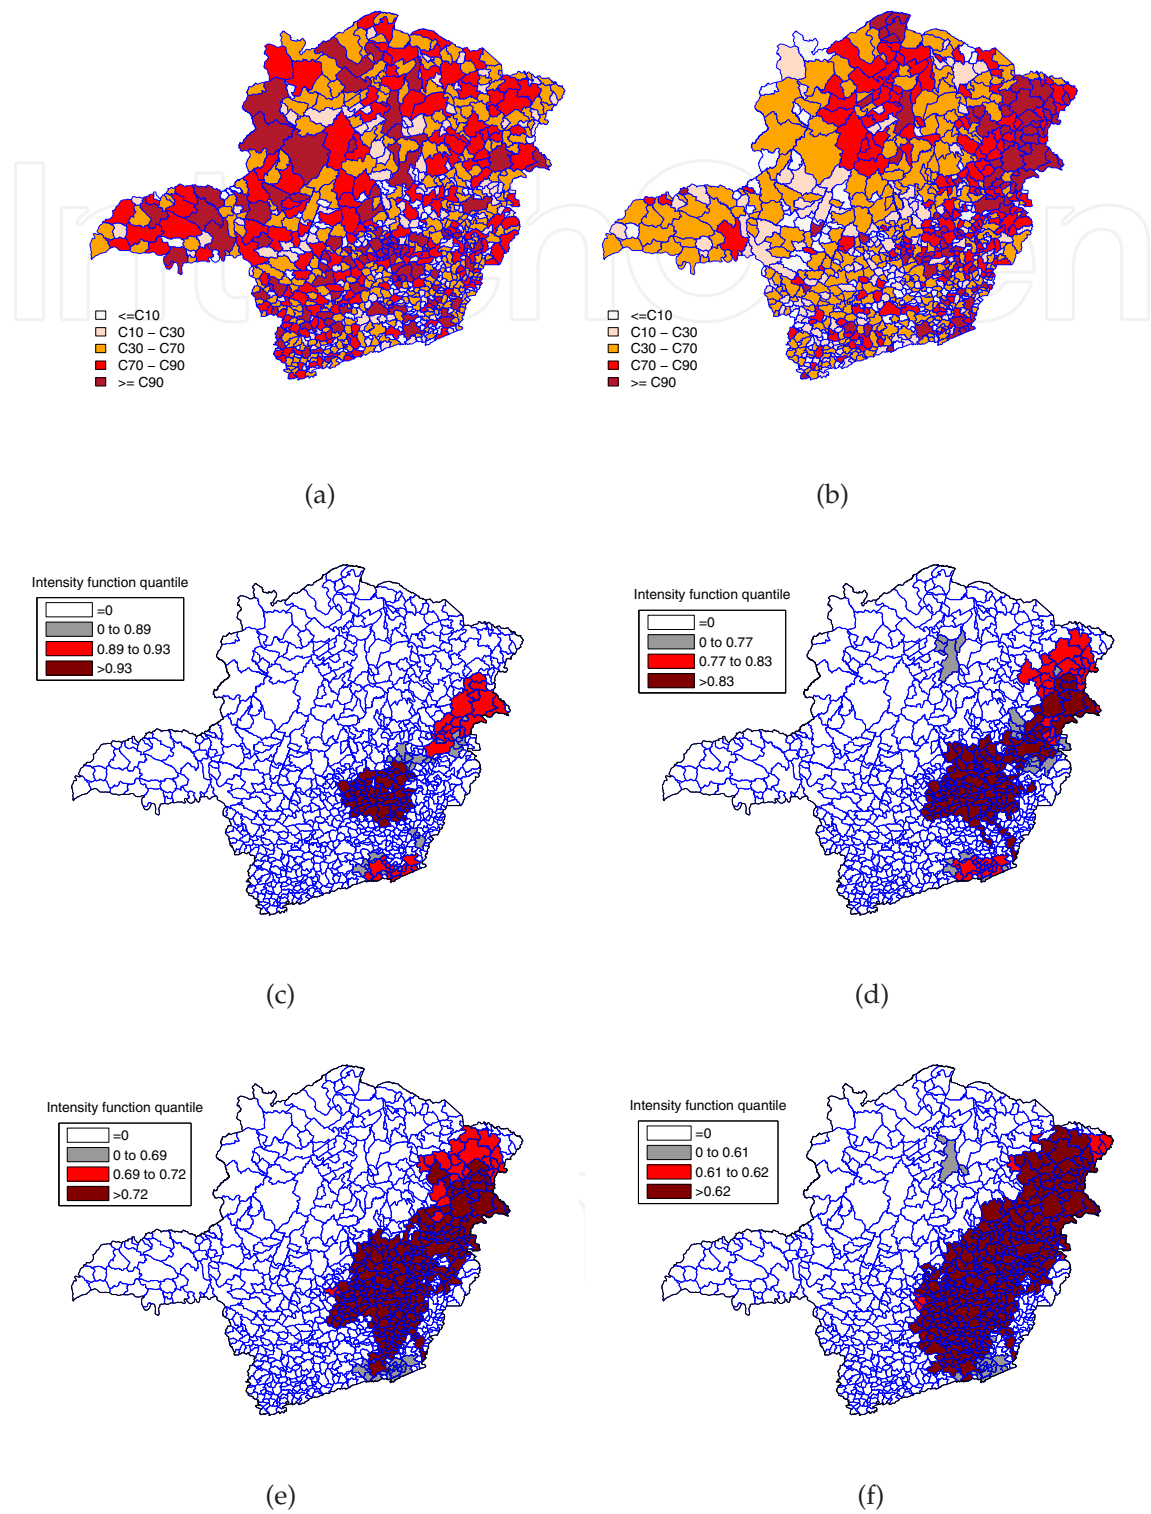 <=C10
C10 – C30
C30 – C70
C70 – C90
>= C90
(a)
<=C10
C10 – C30
C30 – C70
C70 – C90
>= C90
(b)
Intensity function quantile
=0
0 to 0.89
0.89 to 0.93
>0.93
(c)
Intensity function quantile
=0
0 to 0.77
0.77 to 0.83
>0.83
(d)
Intensity function quantile
=0
0 to 0.69
0.69 to 0.72
>0.72
(e)
Intensity function quantile
=0
0 to 0.61
0.61 to 0.62
>0.62
(f)